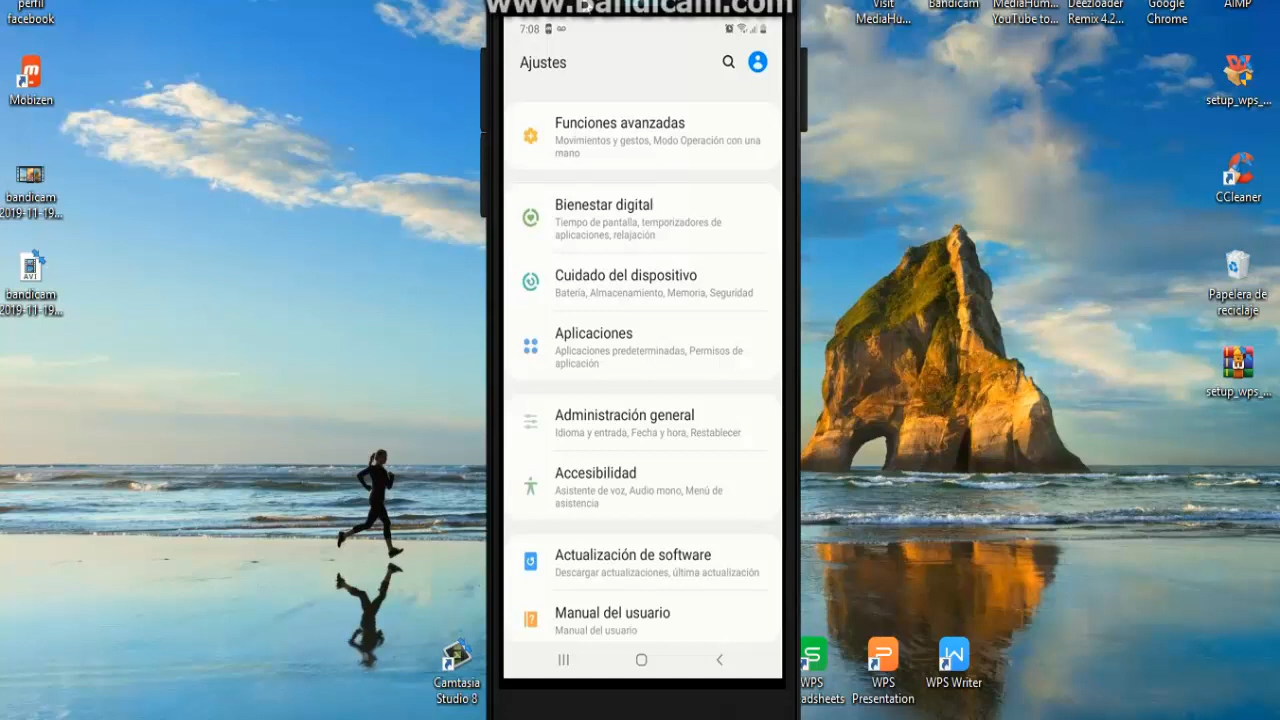 www.Bandicam.com
perfil
facebook
Mobizen
bandicam
2019-11-19...
AVI
bandicam
2019-11-19...
Camtasia
Studio 8
7:08
Ajustes
Funciones avanzadas
Movimientos y gestos, Modo Operación con una
mano
Bienestar digital
Tiempo de pantalla, temporizadores de
aplicaciones, relajación
Cuidado del dispositivo
Batería, Almacenamiento, Memoria, Seguridad
Aplicaciones
Aplicaciones predeterminadas, Permisos de
aplicación
Administración general
Idioma y entrada, Fecha y hora, Restablecer
Accesibilidad
Asistente de voz, Audio mono, Menú de
asistencia
Actualización de software
Descargar actualizaciones, última actualización
Manual del usuario
Manual del usuario
Visit
MediaHu...
Bandicam
MediaHum...
YouTube to...
Deezloader
Remix 4.2...
Google
Chrome
AIMP
setup_wps_...
CCleaner
Papelera de
reciclaje
setup_wps_...
WPS
adsheets
WPS
Presentation
WPS Writer